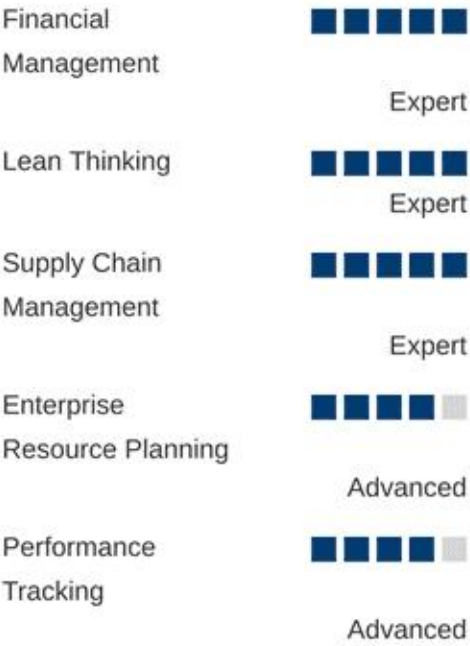 Financial
Management
Expert
Lean Thinking
Expert
Supply Chain
Management
Expert
Enterprise
Resource Planning
Advanced
Performance
Tracking
Advanced